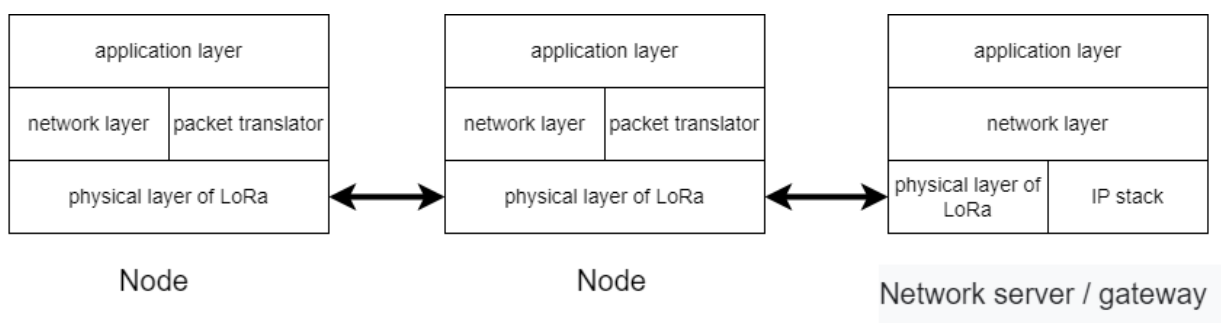 application layer
application layer
application layer
network layer
packet translator
network layer
packet translator
network layer
physical layer of LoRa
physical layer of LoRa
physical layer of
LoRa
IP stack
Node
Node
Network server / gateway